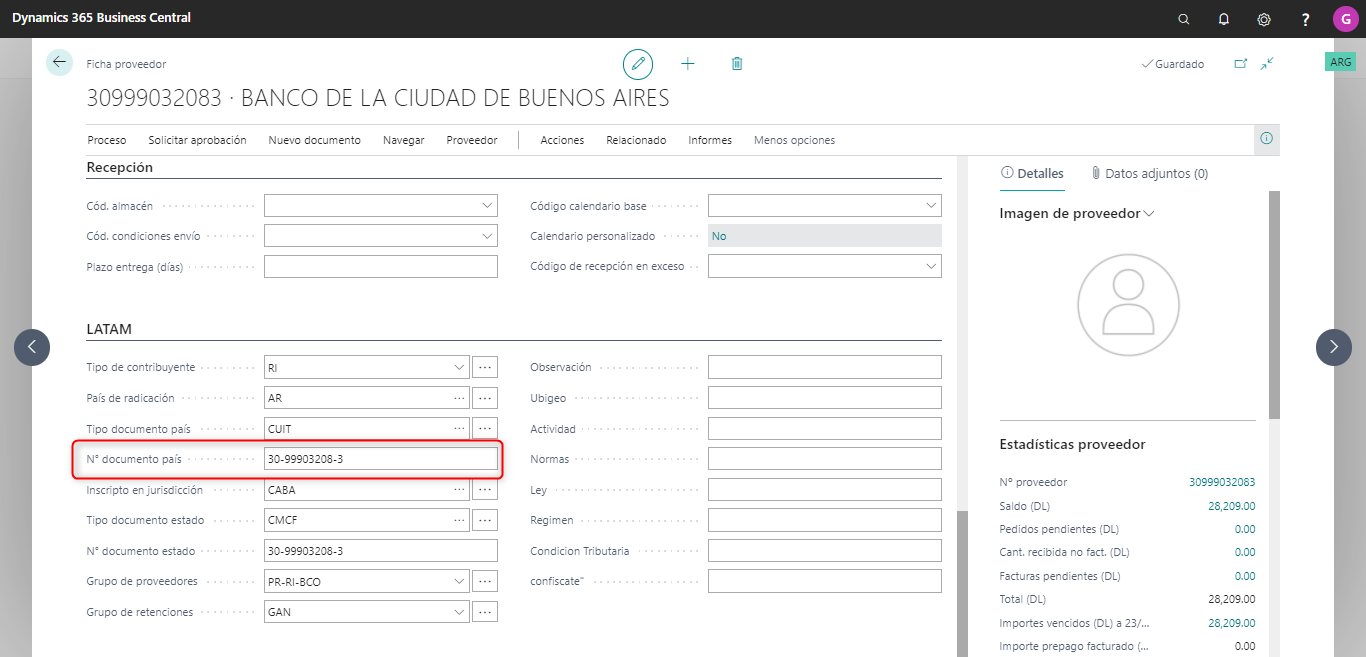 Dynamics 365 Business Central
?
G
Ficha proveedor
Guardado
ARG
30999032083 · BANCO DE LA CIUDAD DE BUENOS AIRES
Proceso Solicitar aprobación Nuevo documento Navegar Proveedor Acciones Relacionado Informes Menos opciones
Recepción
Cód. almacén
Cód. condiciones envío
Plazo entrega (días)
Código calendario base
Calendario personalizado No
Código de recepción en exceso
LATAM
Tipo de contribuyente RI
País de radicación AR
Tipo documento país CUIT
N° documento país 30-99903208-3
Inscripto en jurisdicción CABA
Tipo documento estado CMCF
N° documento estado 30-99903208-3
Grupo de proveedores PR-RI-BCO
Grupo de retenciones GAN
Observación
Ubigeo
Actividad
Normas
Ley
Regimen
Condicion Tributaria
confiscate"
Detalles Datos adjuntos (0)
Imagen de proveedor
Estadísticas proveedor
Nº proveedor 30999032083
Saldo (DL) 28,209.00
Pedidos pendientes (DL) 0.00
Cant. recibida no fact. (DL) 0.00
Facturas pendientes (DL) 0.00
Total (DL) 28,209.00
Importes vencidos (DL) a 23/... 28,209.00
Importe prepago facturado (... 0.00